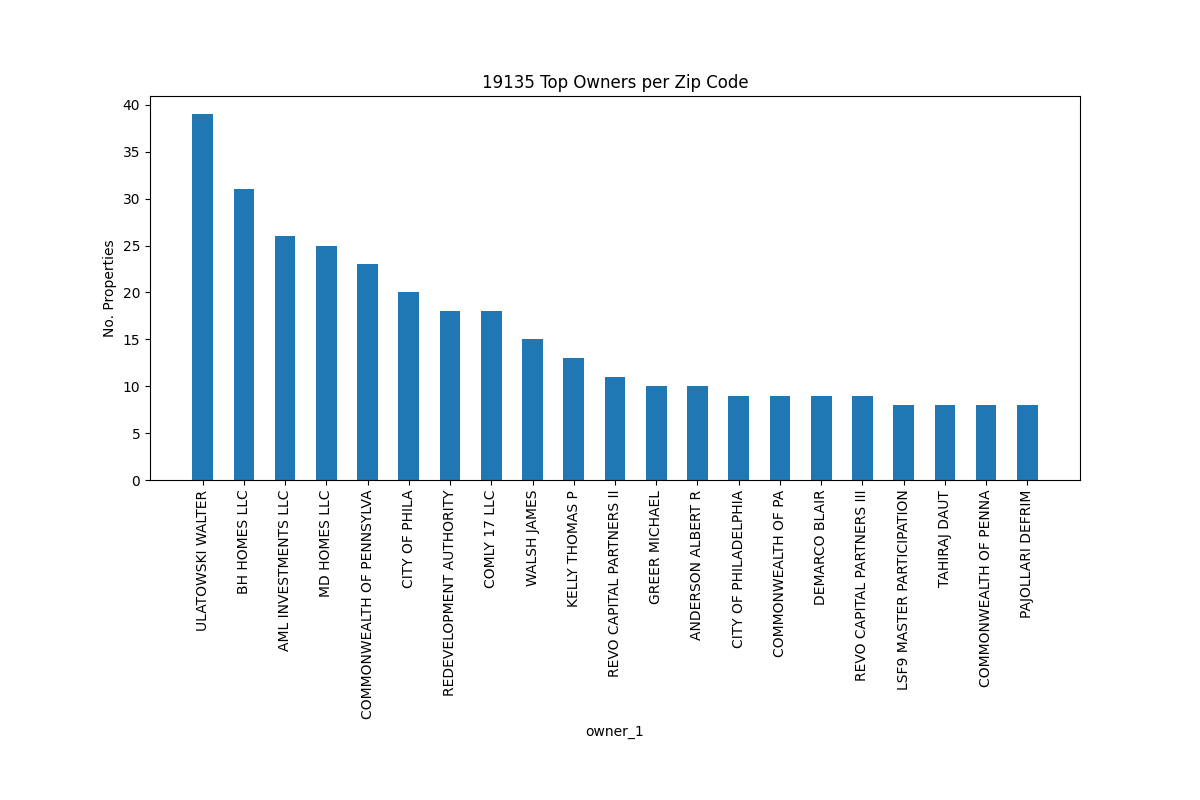 19135 Top Owners per Zip Code
No. Properties
40
35
30
25
20
15
10
5
0
ULATOWSKI WALTER
BH HOMES LLC
AML INVESTMENTS LLC
MD HOMES LLC
COMMONWEALTH OF PENNSYLVA
CITY OF PHILA
REDEVELOPMENT AUTHORITY
COMLY 17 LLC
WALSH JAMES
KELLY THOMAS P
REVO CAPITAL PARTNERS II
GREER MICHAEL
ANDERSON ALBERT R
CITY OF PHILADELPHIA
COMMONWEALTH OF PA
DEMARCO BLAIR
REVO CAPITAL PARTNERS III
LSF9 MASTER PARTICIPATION
TAHIRAJ DAUT
COMMONWEALTH OF PENNA
PAJOLLARI DEFRIM
owner_1